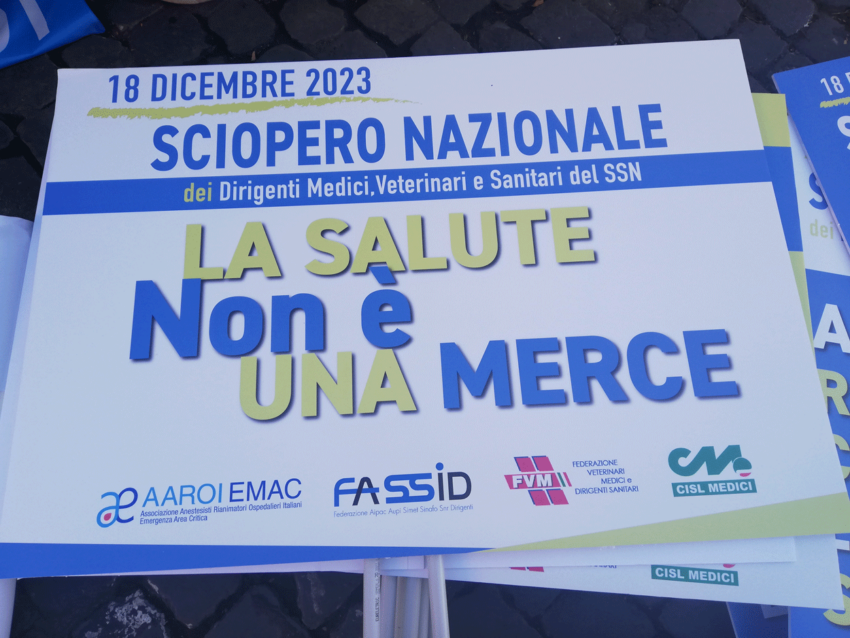 18 DICEMBRE 2023
SCIOPERO NAZIONALE
dei Dirigenti Medici, Veterinari e Sanitari del SSN
LA SALUTE
Non è
UNA MERCE
AAROI EMAC
Associazione Anestesisti Rianimatori Ospedalieri Italiani
Emergenza Area Critica
FASSID
Federazione Aipac Aupi Simet Sinafo Snr Dirigenti
FVM
FEDERAZIONE
VETERINARI
MEDICI e
DIRIGENTI SANITARI
CISL MEDICI
CISL MEDICI
18
dei